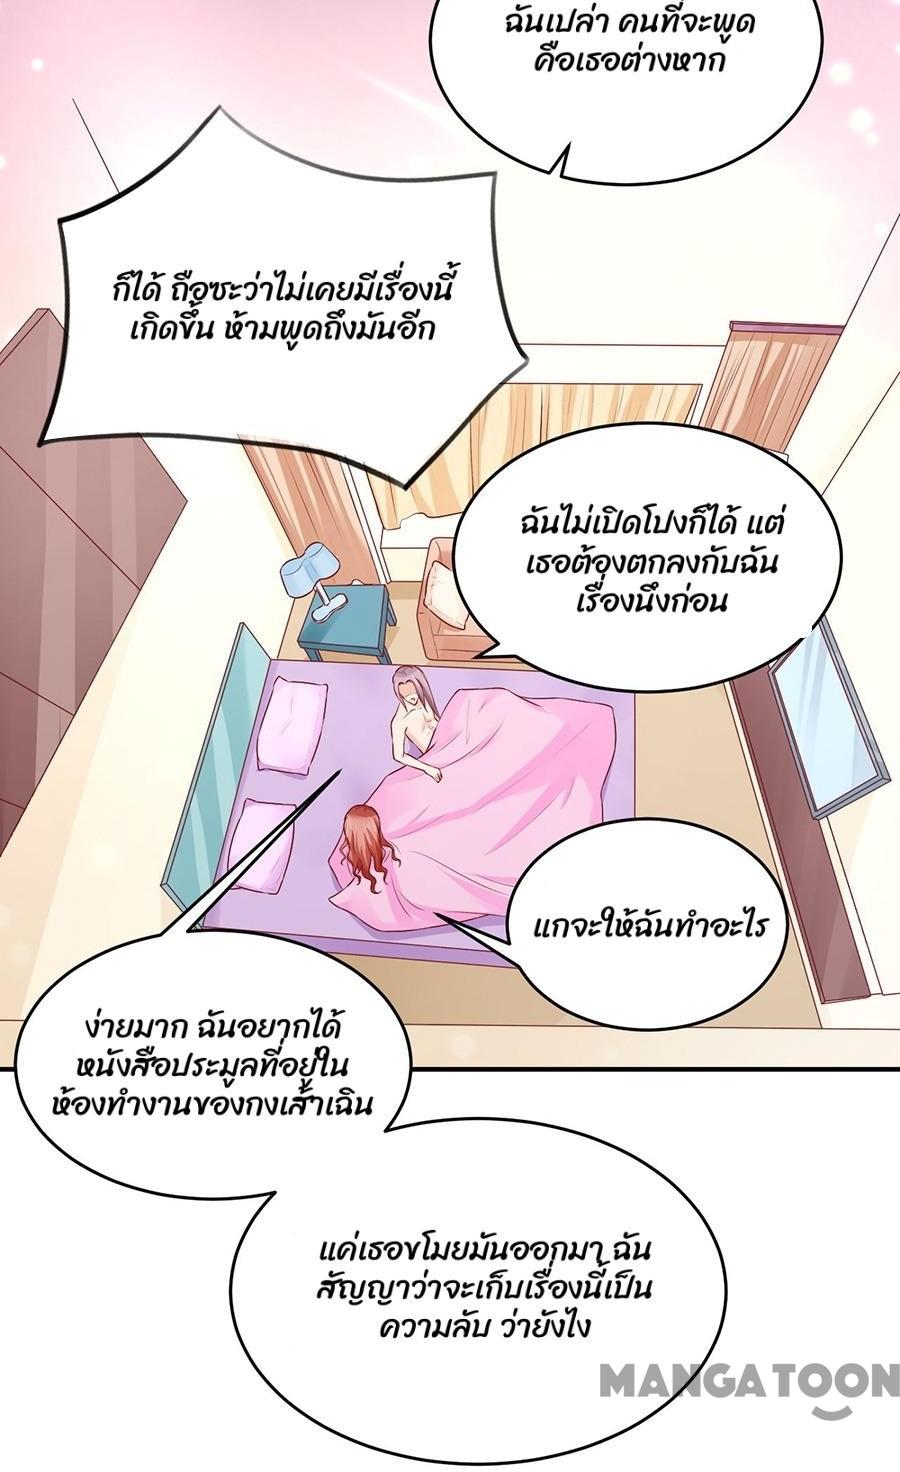 ฉันเปล่า คนที่จะพูด
คือเธอต่างหาก
ก็ได้ ถือซะว่าไม่เคยมีเรื่องนี้
เกิดขึ้น ห้ามพูดถึงมันอีก
ฉันไม่เปิดโปงก็ได้ แต่
เธอต้องตกลงกับฉัน
เรื่องนึงก่อน
แกจะให้ฉันทำอะไร
ง่ายมาก ฉันอยากได้
หนังสือประมูลที่อยู่ใน
ห้องทำงานของกงเส้าเฉิน
แค่เธอขโมยมันออกมา ฉัน
สัญญาว่าจะเก็บเรื่องนี้เป็น
ความลับ ว่ายังไง
MANGATOON